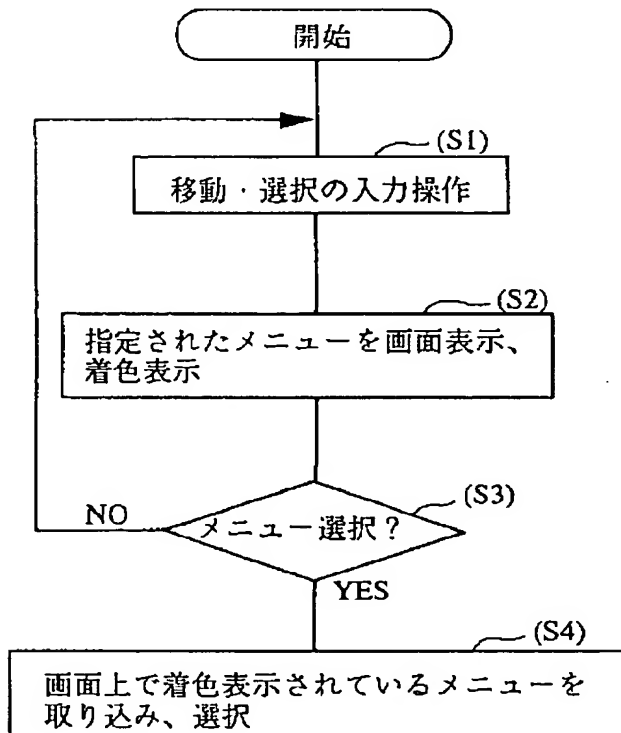 開始
(S1)
移動・選択の入力操作
(S2)
指定されたメニューを画面表示、
着色表示
(S3)
NO
メニュー選択？
YES
(S4)
画面上で着色表示されているメニューを
取り込み、選択